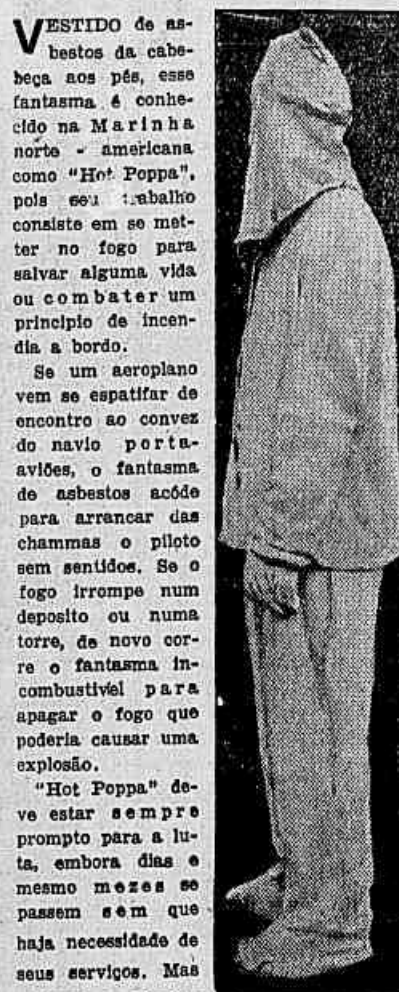 VESTIDO de as-
bestos da cabe-
beça aos pés, esse
fantasma é conhe-
cido na Marinha
norte - americana
como "Hot Poppa",
pois seu trabalho
consiste em se met-
ter no fogo para
salvar alguma vida
ou combater um
principio de incen-
dia a bordo.
Se um aeroplano
vem se espatifar de
encontro ao convez
do navio porta-
aviões, o fantasma
de asbestos acóde
para arrancar das
chammas o piloto
sem sentidos. Se o
fogo irrompe num
deposito ou numa
torre, de novo cor-
re o fantasma in-
combustivel para
apagar o fogo que
poderia causar uma
explosão.
"Hot Poppa" de-
ve estar sempre
prompto para a lu-
ta, embora dias e
mesmo mezes se
passem sem que
haja necessidade de
seus serviços. Mas